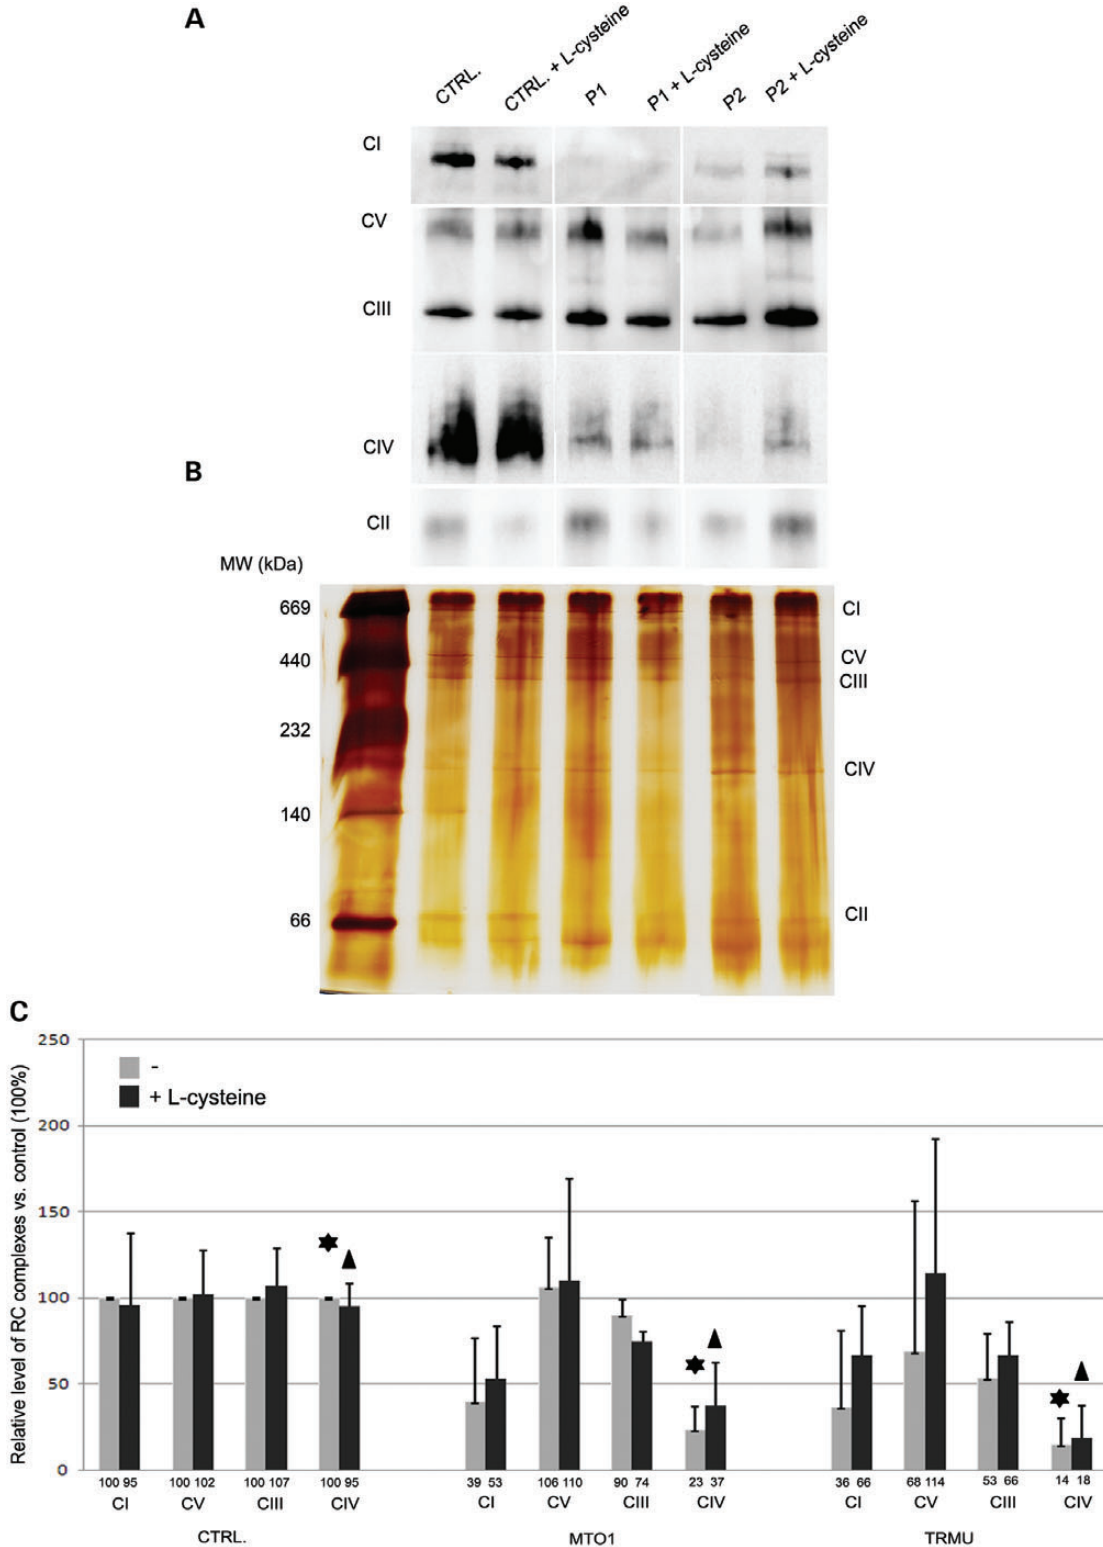 A
CTRL.
CTRL. + L-cysteine
P1
P1 + L-cysteine
P2
P2 + L-cysteine
CI
CV
CIII
CIV
B
CII
MW (kDa)
669
CI
440
CV
CIII
232
CIV
140
66
CII
C
Relative level of RC complexes vs. control (100%)
250
-
+ L-cysteine
200
150
100
50
0
100 95 100 102 100 107 100 95 39 53 106 110 90 74 23 37 36 66 68 114 53 66 14 18
CI CV CIII CIV CI CV CIII CIV CI CV CIII CIV
CTRL. MTO1 TRMU